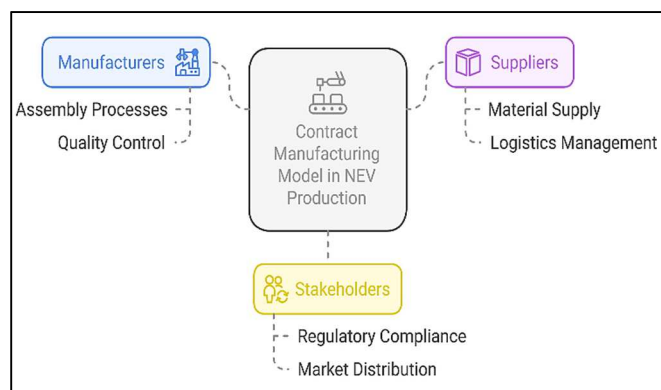 Manufacturers
Assembly Processes
Quality Control
Contract
Manufacturing
Model in NEV
Production
Suppliers
Material Supply
Logistics Management
Stakeholders
Regulatory Compliance
Market Distribution